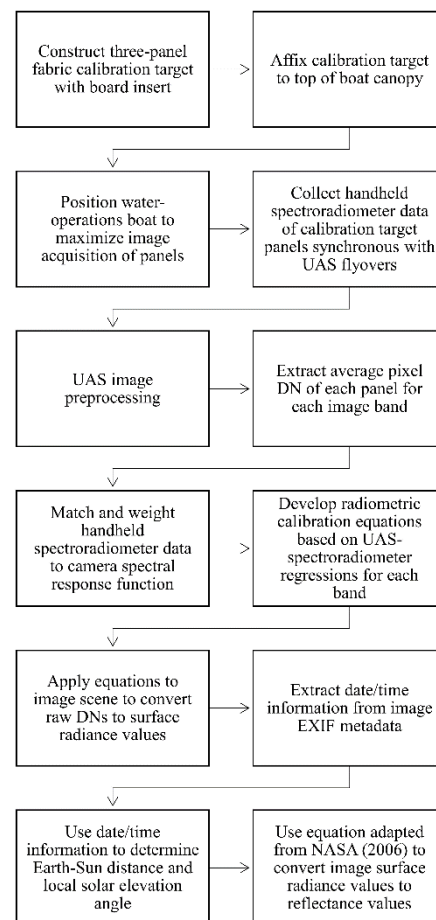 Construct three-panel
fabric calibration target
with board insert
Affix calibration target
to top of boat canopy
Position water-
operations boat to
maximize image
acquisition of panels
Collect handheld
spectroradiometer data
of calibration target
panels synchronous with
UAS flyovers
UAS image
preprocessing
Extract average pixel
DN of each panel for
each image band
Match and weight
handheld
spectroradiometer data
to camera spectral
response function
Develop radiometric
calibration equations
based on UAS-
spectroradiometer
regressions for each
band
Apply equations to
image scene to convert
raw DNs to surface
radiance values
Extract date/time
information from image
EXIF metadata
Use date/time
information to determine
Earth-Sun distance and
local solar elevation
angle
Use equation adapted
from NASA (2006) to
convert image surface
radiance values to
reflectance values